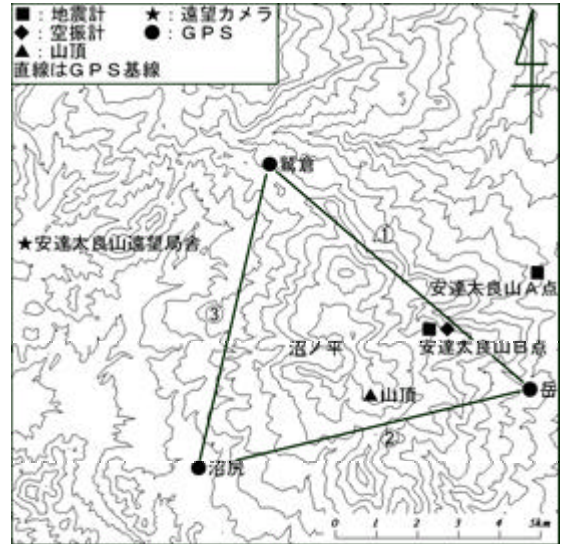 ■：地震計　★：遠望カメラ
◆：空振計　●：ＧＰＳ
▲：山頂
直線はＧＰＳ基線
鷲倉
①
★安達太良山遠望局舎
安達太良山Ａ点
③
沼ノ平
安達太良山Ｂ点
山頂
岳
②
沼尻
0 1 2 3 4 5km